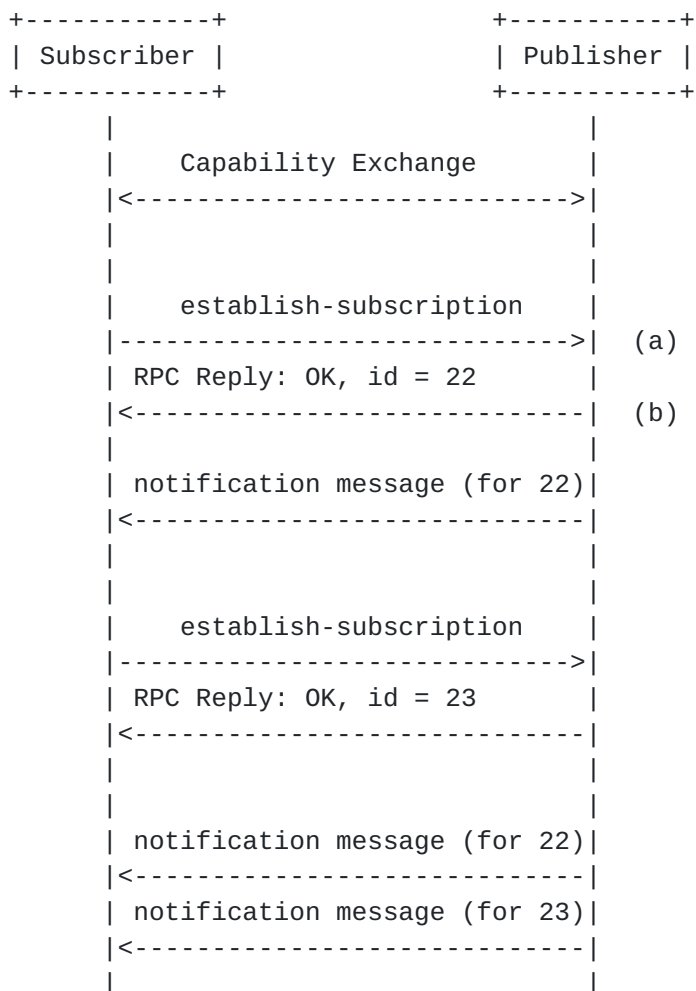 +------------+                 +-----------+
| Subscriber |                 | Publisher |
+------------+                 +-----------+
      |                              |
      |    Capability Exchange       |
      |<---------------------------->|
      |                              |
      |                              |
      |    establish-subscription    |
      |----------------------------->|  (a)
      | RPC Reply: OK, id = 22       |
      |<-----------------------------|  (b)
      |                              |
      | notification message (for 22)|
      |<-----------------------------|
      |                              |
      |                              |
      |    establish-subscription    |
      |----------------------------->|
      | RPC Reply: OK, id = 23       |
      |<-----------------------------|
      |                              |
      |                              |
      | notification message (for 22)|
      |<-----------------------------|
      | notification message (for 23)|
      |<-----------------------------|
      |                              |